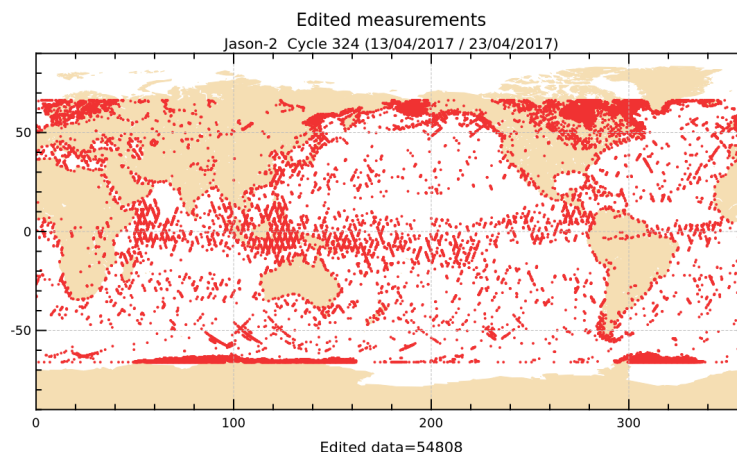 Edited measurements
Jason-2 Cycle 324 (13/04/2017 / 23/04/2017)
50
0
-50
0 100 200 300
Edited data=54808